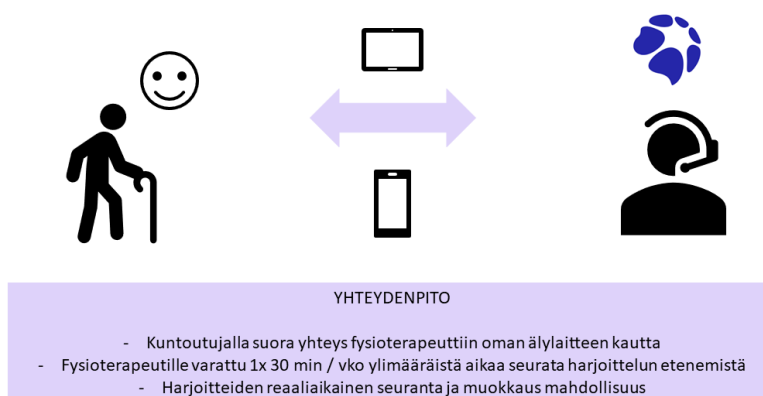 YHTEYDENPITO
- Kuntoutujalla suora yhteys fysioterapeuttiin oman älylaitteen kautta
- Fysioterapeutille varattu 1x 30 min / vko ylimääräistä aikaa seurata harjoittelun etenemistä
- Harjoitteiden reaaliaikainen seuranta ja muokkaus mahdollisuus